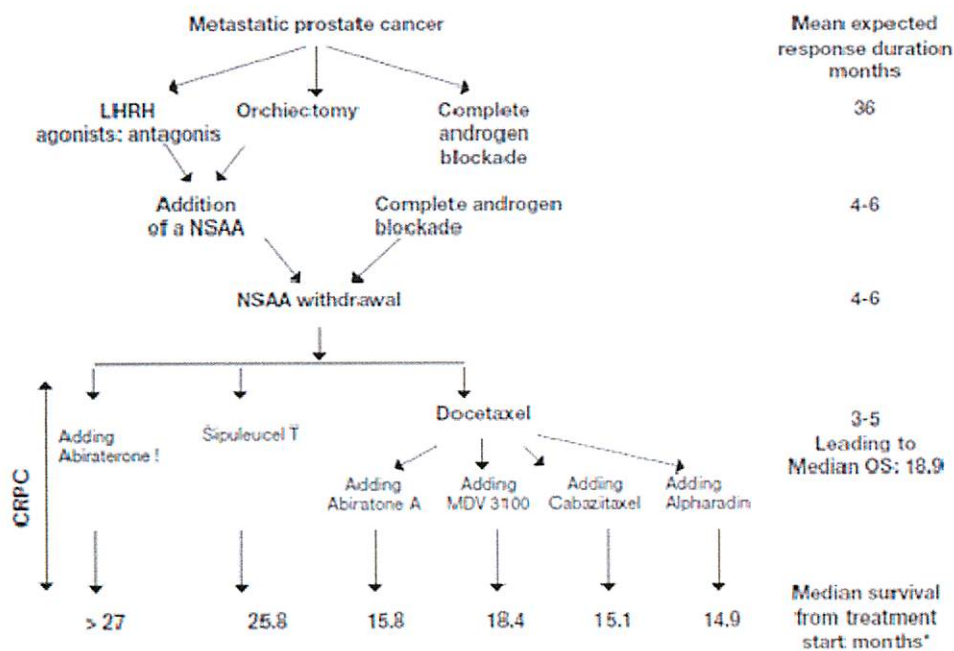 Metastatic prostate cancer
Mean expected
response duration
months
LHRH
agonists: antagonis
Orchiectomy
Complete
androgen
blockade
36
Addition
of a NSAA
Complete androgen
blockade
4-6
NSAA withdrawal
4-6
CRPC
Adding
Abiraterone !
Sipuleucel T
Docetaxel
3-5
Leading to
Median OS: 18.9
Adding
Abiratone A
Adding
MDV 3100
Adding
Cabazitaxel
Adding
Alpharadin
> 27
25.8
15.8
18.4
15.1
14.9
Median survival
from treatment
start months*